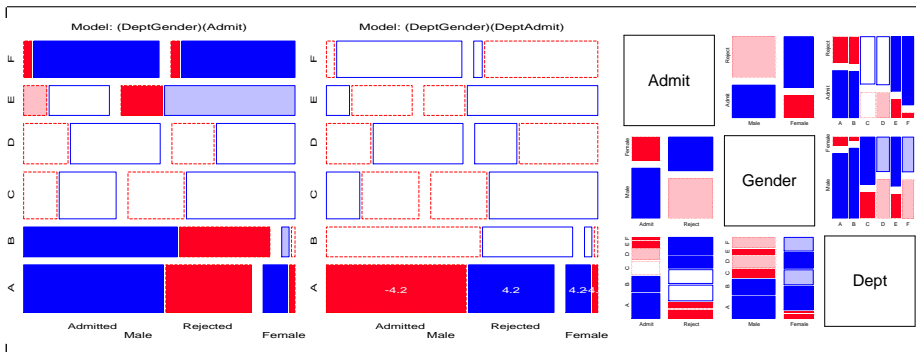 Model: (DeptGender)(Admit)
F
E
D
C
B
A
Admitted Rejected
Male Female
Model: (DeptGender)(DeptAdmit)
F
E
D
C
B
A
-4.2 4.2 4.2 -4.
Admitted Rejected
Male Female
Admit
Reject
Admit
Male Female
Reject
Admit
A B C D E F
Female
Male
Admit Reject
Gender
Female
Male
A B C D E F
F
E
D
C
B
A
Admit Reject
F
E
D
C
B
A
Male Female
Dept